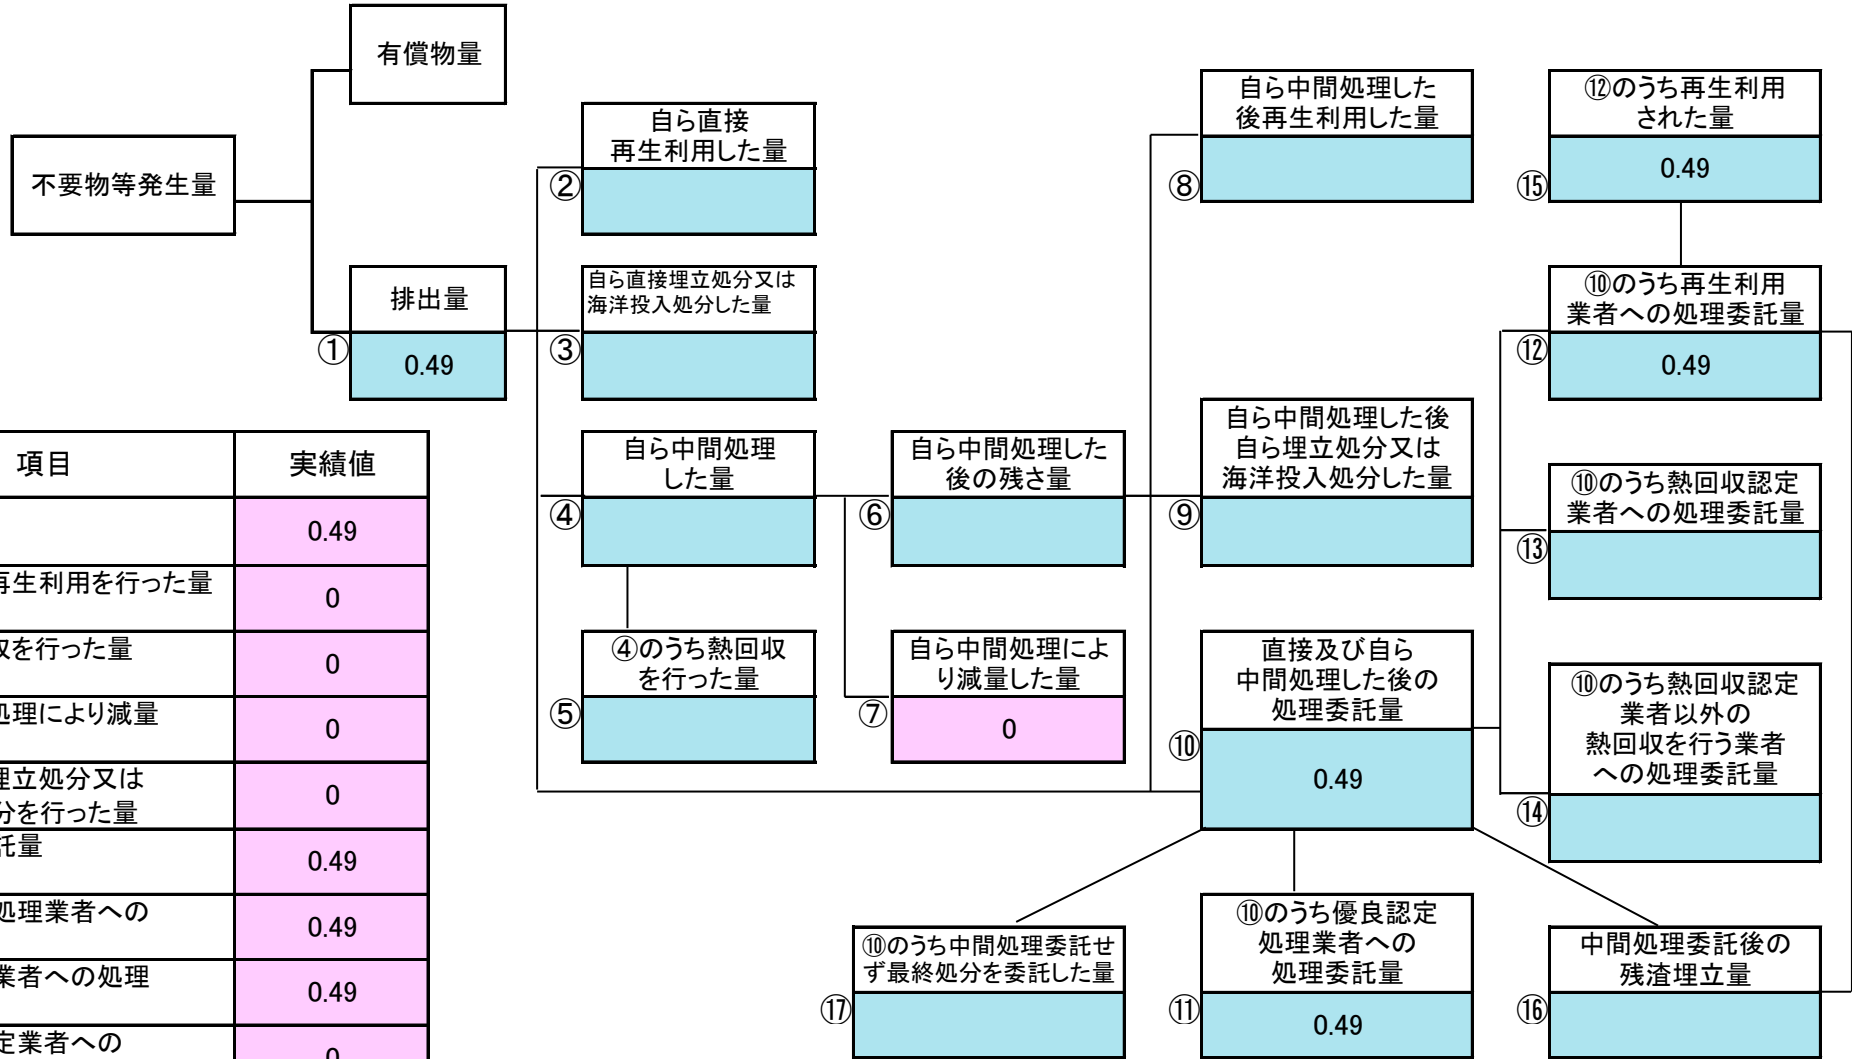 有償物量
不要物等発生量
排出量
①
0.49
自ら直接
再生利用した量
②
自ら直接埋立処分又は
海洋投入処分した量
③
自ら中間処理
した量
④
④のうち熱回収
を行った量
⑤
自ら中間処理した
後の残さ量
⑥
自ら中間処理によ
り減量した量
⑦
0
自ら中間処理した
後再生利用した量
⑧
自ら中間処理した後
自ら埋立処分又は
海洋投入処分した量
⑨
直接及び自ら
中間処理した後の
処理委託量
⑩
0.49
⑫のうち再生利用
された量
⑮
0.49
⑩のうち再生利用
業者への処理委託量
⑫
0.49
⑩のうち熱回収認定
業者への処理委託量
⑬
⑩のうち熱回収認定
業者以外の
熱回収を行う業者
への処理委託量
⑭
⑩のうち中間処理委託せ
ず最終処分を委託した量
⑰
⑩のうち優良認定
処理業者への
処理委託量
⑪
0.49
中間処理委託後の
残渣埋立量
⑯
項目 実績値
0.49
再生利用を行った量 0
を行った量 0
処理により減量 0
埋立処分又は
分を行った量 0
託量 0.49
処理業者への 0.49
業者への処理 0.49
定業者への 0